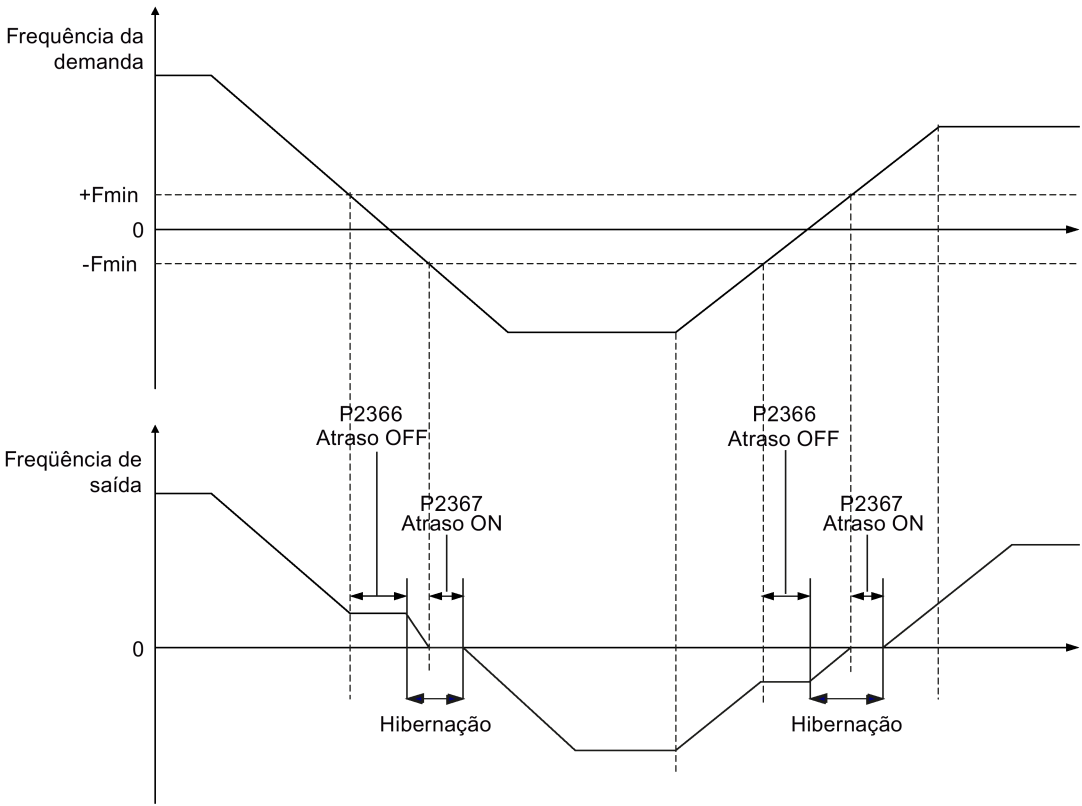 Frequência da
demanda
+Fmin
0
-Fmin
P2366
Atraso OFF
P2366
Atraso OFF
Freqüência de
saída
P2367
Atraso ON
P2367
Atraso ON
0
Hibernação
Hibernação